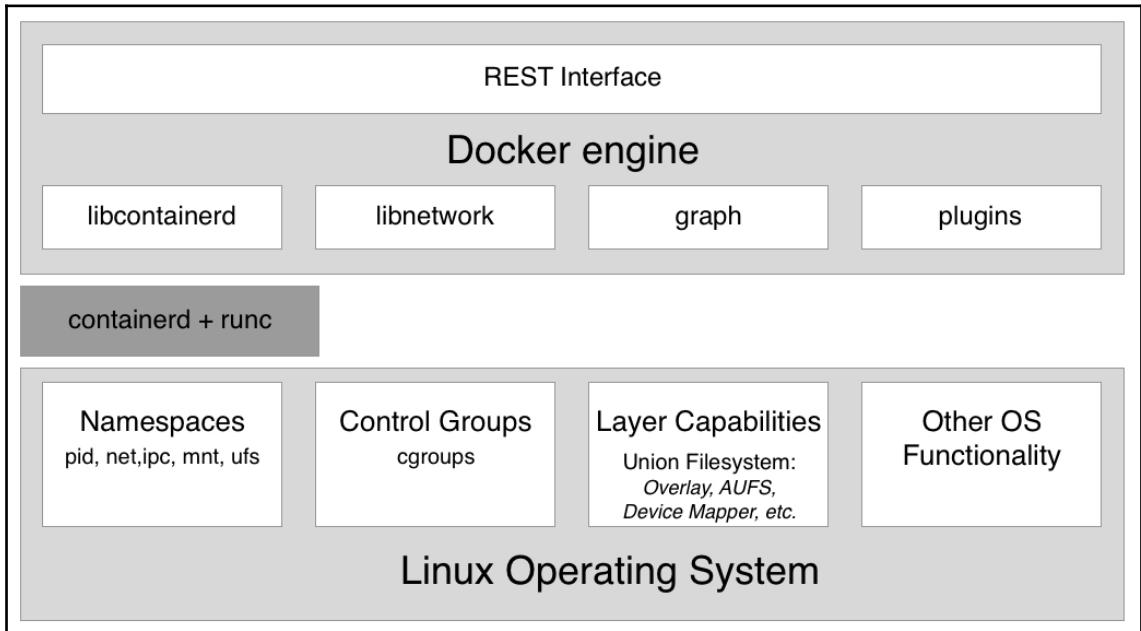 REST Interface
Docker engine
libcontainerd
libnetwork
graph
plugins
containerd + runc
Namespaces
pid, net,ipc, mnt, ufs
Control Groups
cgroups
Layer Capabilities
Union Filesystem:
Overlay, AUFS,
Device Mapper, etc.
Other OS
Functionality
Linux Operating System